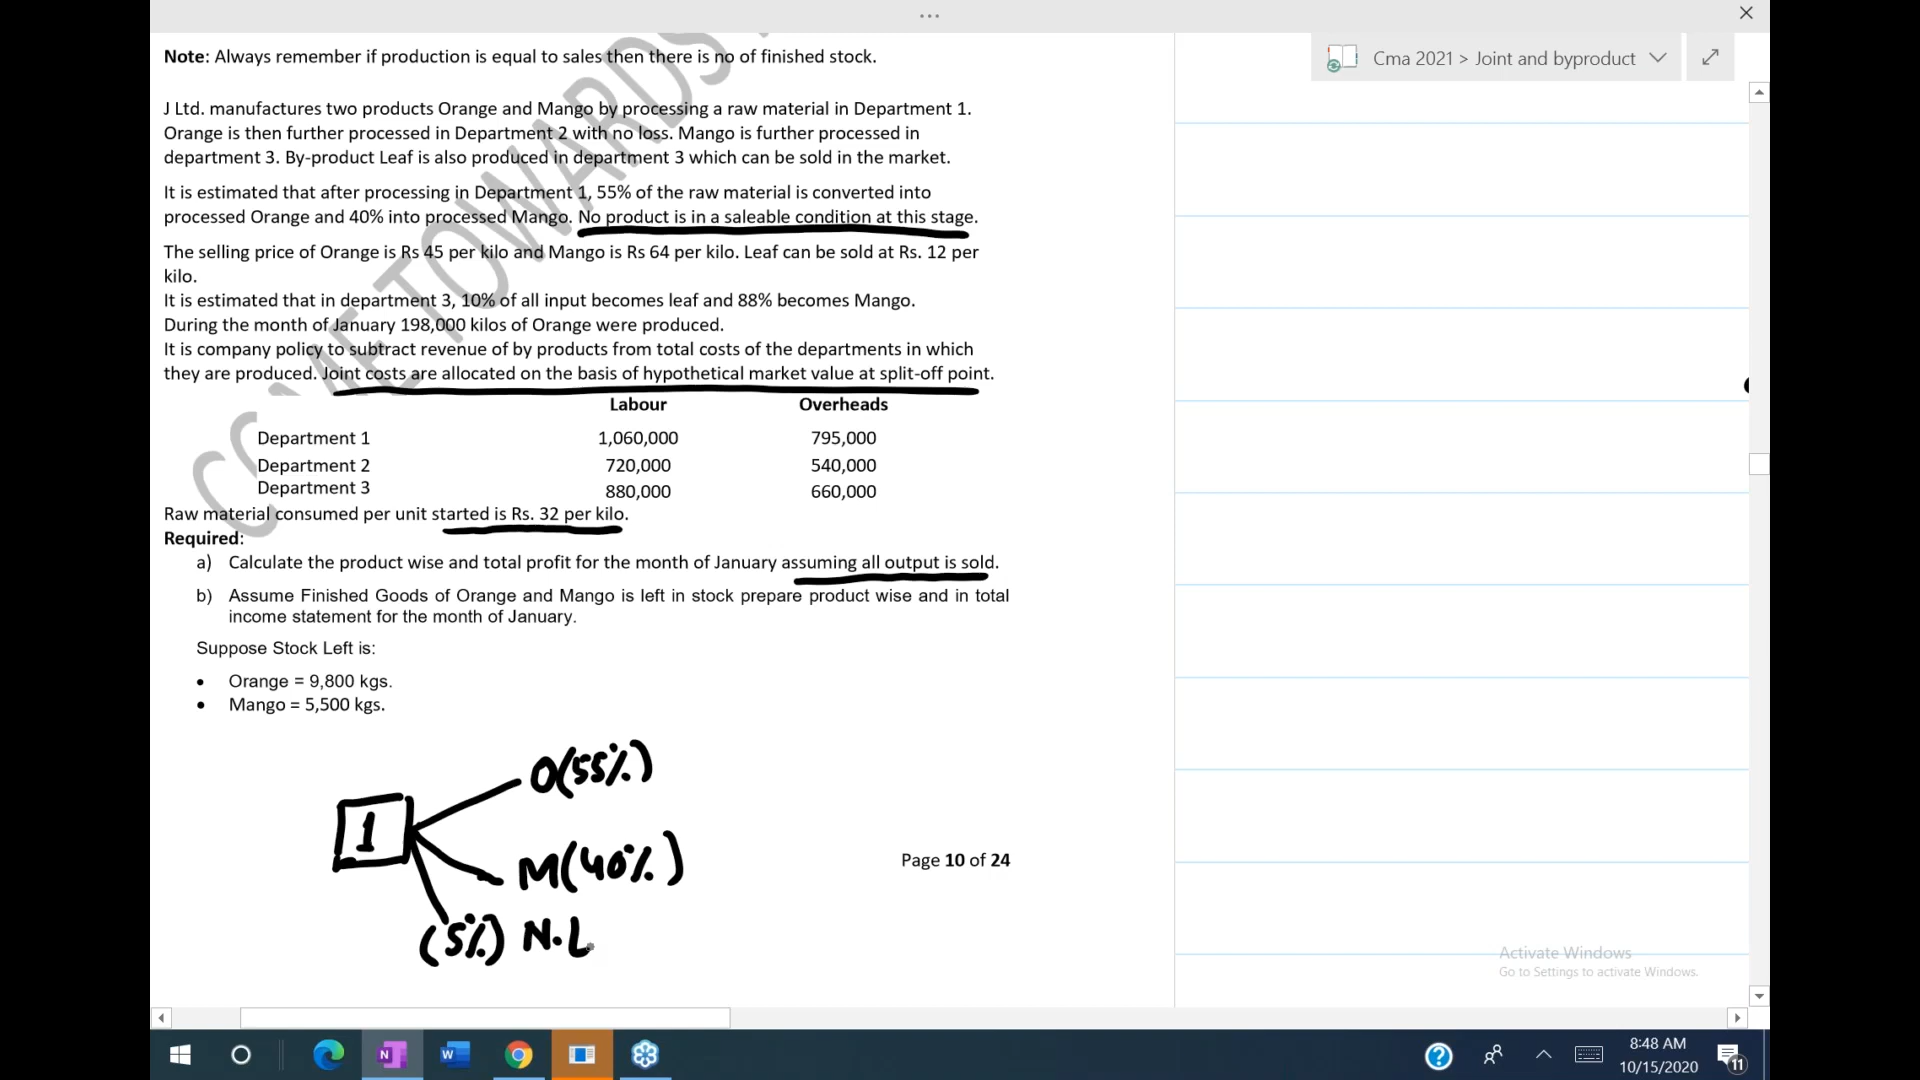 Note: Always remember if production is equal to sales then there is no of finished stock.
Cma 2021 > Joint and byproduct
J Ltd. manufactures two products Orange and Mango by processing a raw material in Department 1.
Orange is then further processed in Department 2 with no loss. Mango is further processed in
department 3. By-product Leaf is also produced in department 3 which can be sold in the market.
It is estimated that after processing in Department 1, 55% of the raw material is converted into
processed Orange and 40% into processed Mango. No product is in a saleable condition at this stage.
The selling price of Orange is Rs 45 per kilo and Mango is Rs 64 per kilo. Leaf can be sold at Rs. 12 per
kilo.
It is estimated that in department 3, 10% of all input becomes leaf and 88% becomes Mango.
During the month of January 198,000 kilos of Orange were produced.
It is company policy to subtract revenue of by products from total costs of the departments in which
they are produced. Joint costs are allocated on the basis of hypothetical market value at split-off point.
Labour Overheads
Department 1 1,060,000 795,000
Department 2 720,000 540,000
Department 3 880,000 660,000
Raw material consumed per unit started is Rs. 32 per kilo.
Required:
a) Calculate the product wise and total profit for the month of January assuming all output is sold.
b) Assume Finished Goods of Orange and Mango is left in stock prepare product wise and in total
income statement for the month of January.
Suppose Stock Left is:
• Orange = 9,800 kgs.
• Mango = 5,500 kgs.
COME TOWARDS
O(55%)
1
M(40%)
(5%) N.L
Page 10 of 24
Activate Windows
Go to Settings to activate Windows.
8:48 AM
10/15/2020
11